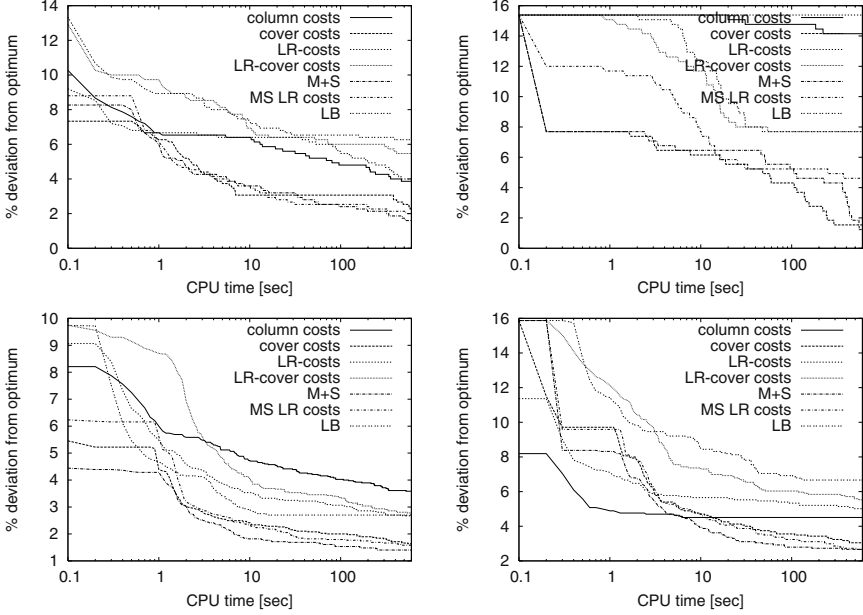 % deviation from optimum
14
12
10
8
6
4
2
0
0.1 1 10 100
CPU time [sec]
column costs
cover costs
LR-costs
LR-cover costs
M+S
MS LR costs
LB
% deviation from optimum
16
14
12
10
8
6
4
2
0
0.1 1 10 100
CPU time [sec]
column costs
cover costs
LR-costs
LR-cover costs
M+S
MS LR costs
LB
% deviation from optimum
10
9
8
7
6
5
4
3
2
1
0.1 1 10 100
CPU time [sec]
column costs
cover costs
LR-costs
LR-cover costs
M+S
MS LR costs
LB
% deviation from optimum
16
14
12
10
8
6
4
2
0.1 1 10 100
CPU time [sec]
column costs
cover costs
LR-costs
LR-cover costs
M+S
MS LR costs
LB